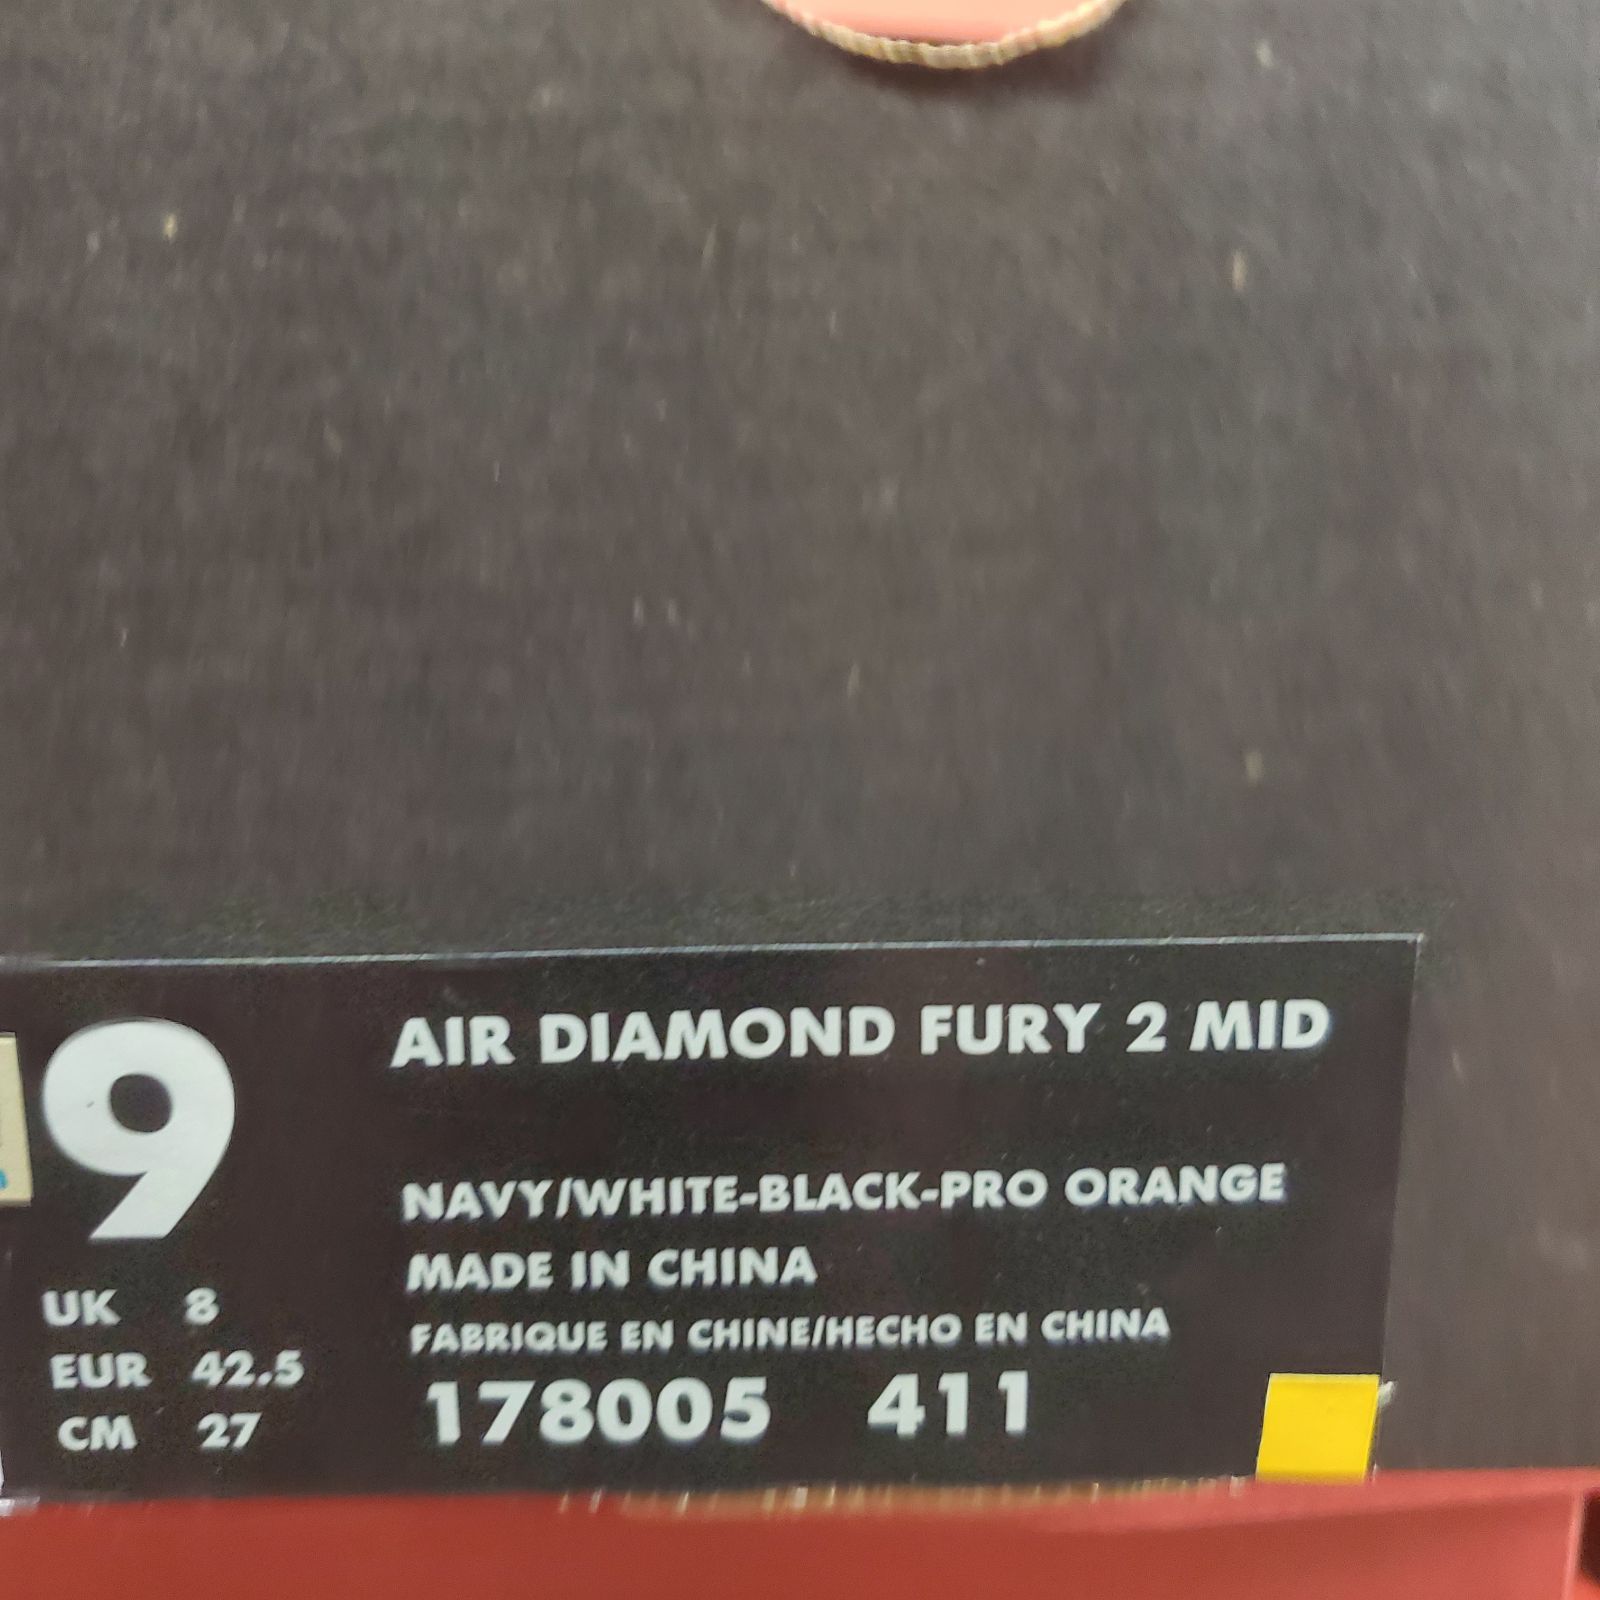 9
UK 8
EUR 42.5
CM 27
AIR DIAMOND FURY 2 MID
NAVY/WHITE-BLACK-PRO ORANGE
MADE IN CHINA
FABRIQUE EN CHINE/HECHO EN CHINA
178005 411